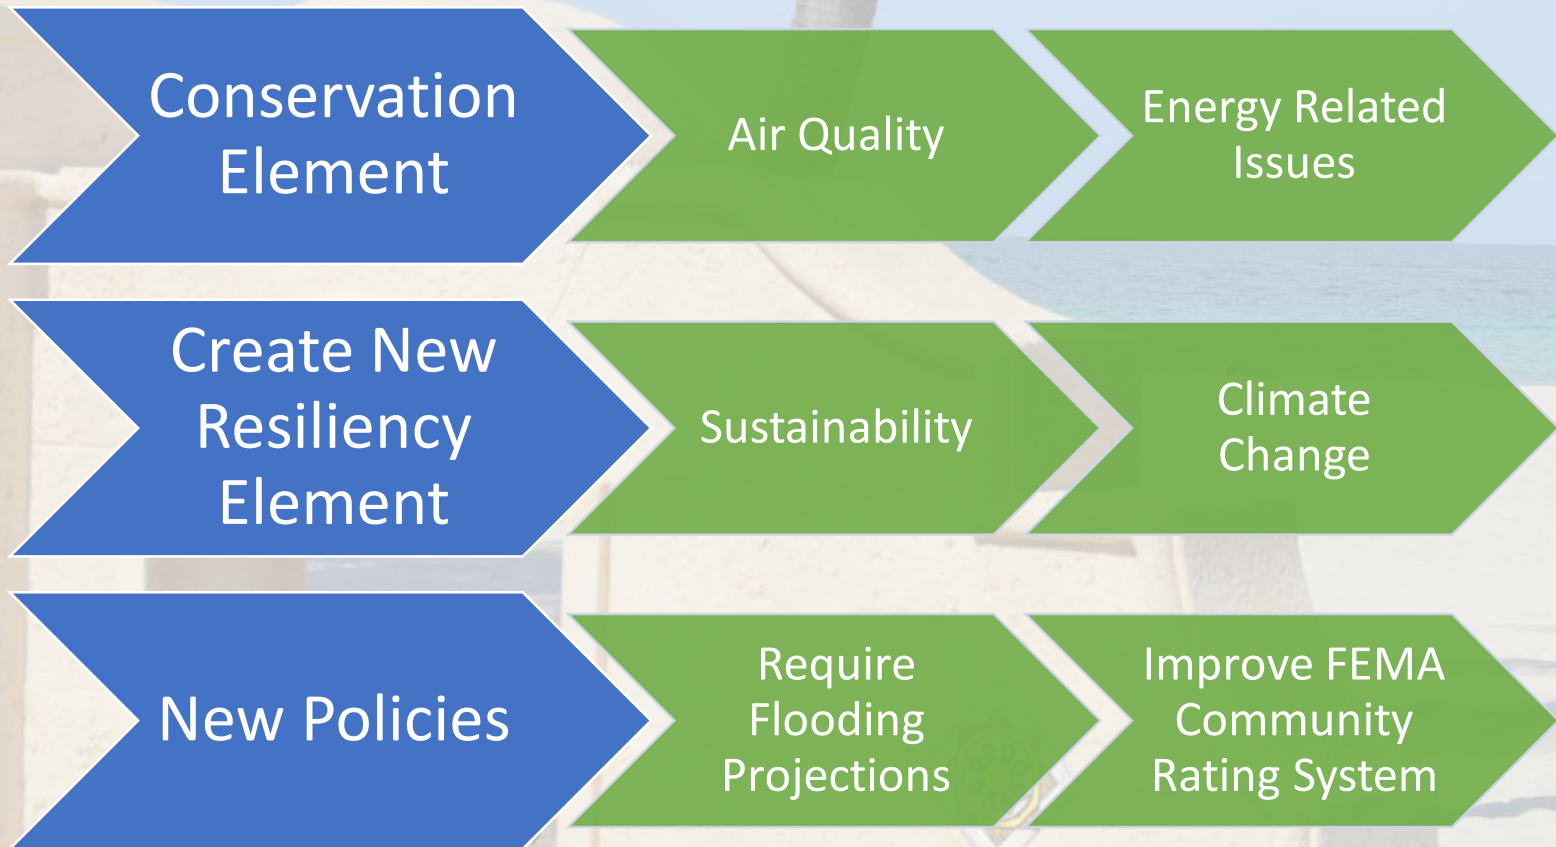 Conservation
Element
Air Quality
Energy Related
Issues
Create New
Resiliency
Element
Sustainability
Climate
Change
New Policies
Require
Flooding
Projections
Improve FEMA
Community
Rating System